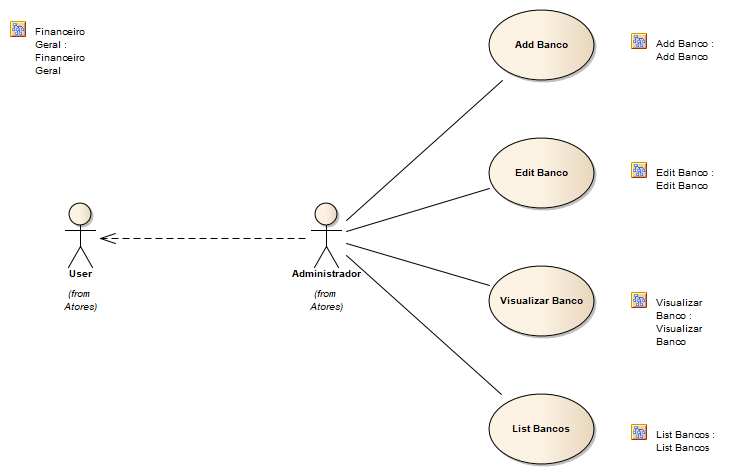 Financeiro
Geral :
Financeiro
Geral
Add Banco
Add Banco :
Add Banco
Edit Banco
Edit Banco :
Edit Banco
User
(from
Atores)
Administrador
(from
Atores)
Visualizar Banco
Visualizar
Banco :
Visualizar
Banco
List Bancos
List Bancos :
List Bancos